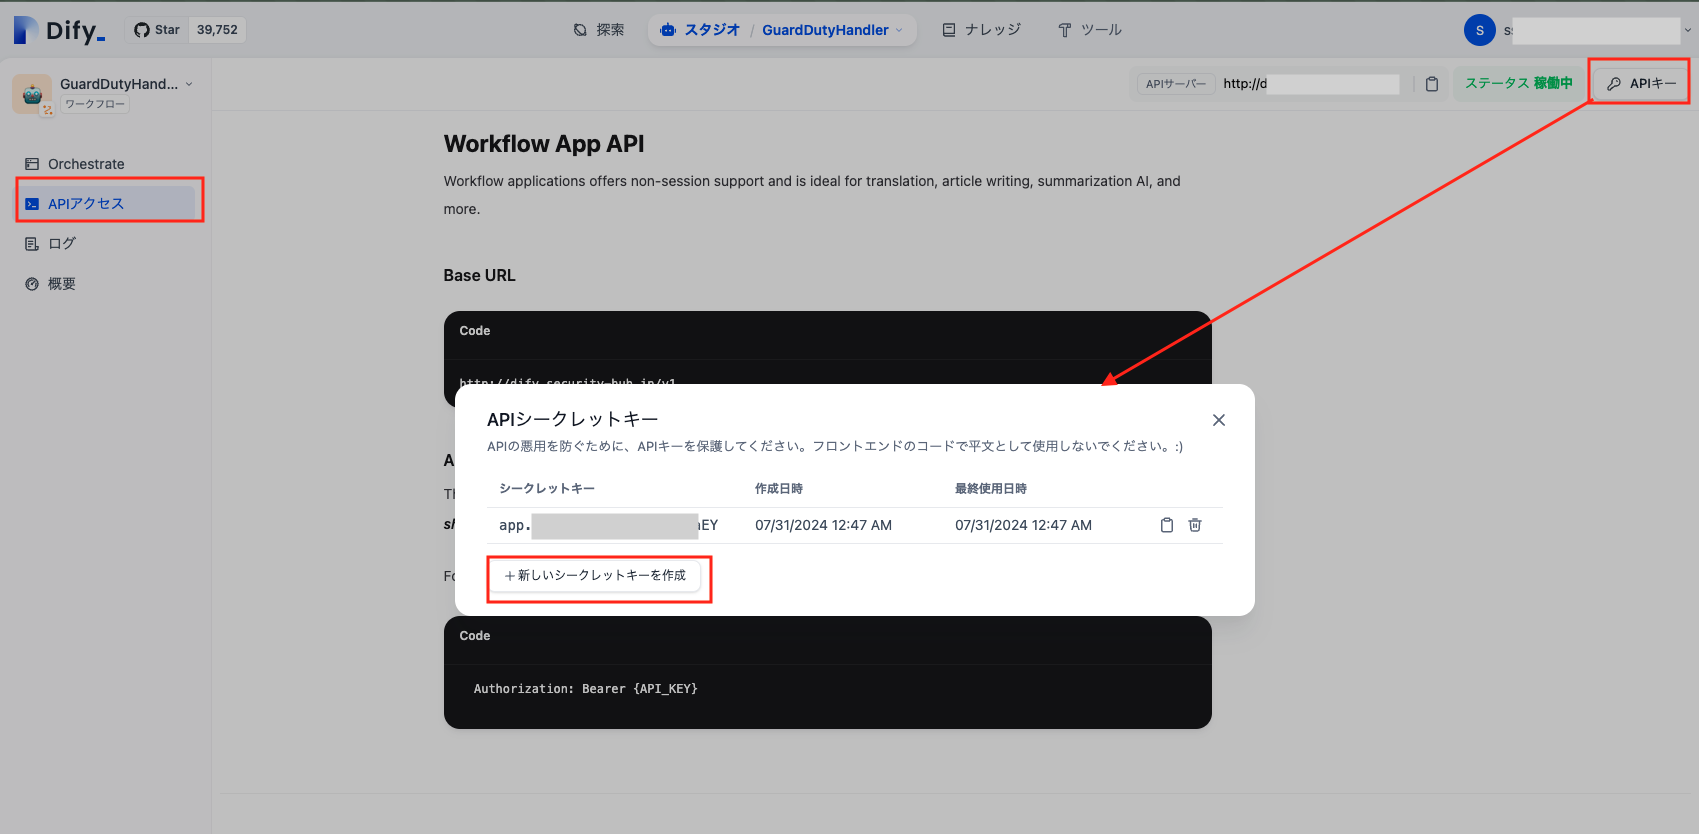 Dify_
Star 39,752
探索
スタジオ / GuardDutyHandler
ナレッジ
ツール
S
GuardDutyHand...
ワークフロー
APIサーバー http://d
ステータス 稼働中
APIキー
Orchestrate
APIアクセス
ログ
概要
Workflow App API
Workflow applications offers non-session support and is ideal for translation, article writing, summarization AI, and
more.
Base URL
Code
http://dify.security-hub.jp/v1
APIシークレットキー
APIの悪用を防ぐために、APIキーを保護してください。フロントエンドのコードで平文として使用しないでください。:)
シークレットキー 作成日時 最終使用日時
app. EY 07/31/2024 12:47 AM 07/31/2024 12:47 AM
+新しいシークレットキーを作成
Code
Authorization: Bearer {API_KEY}